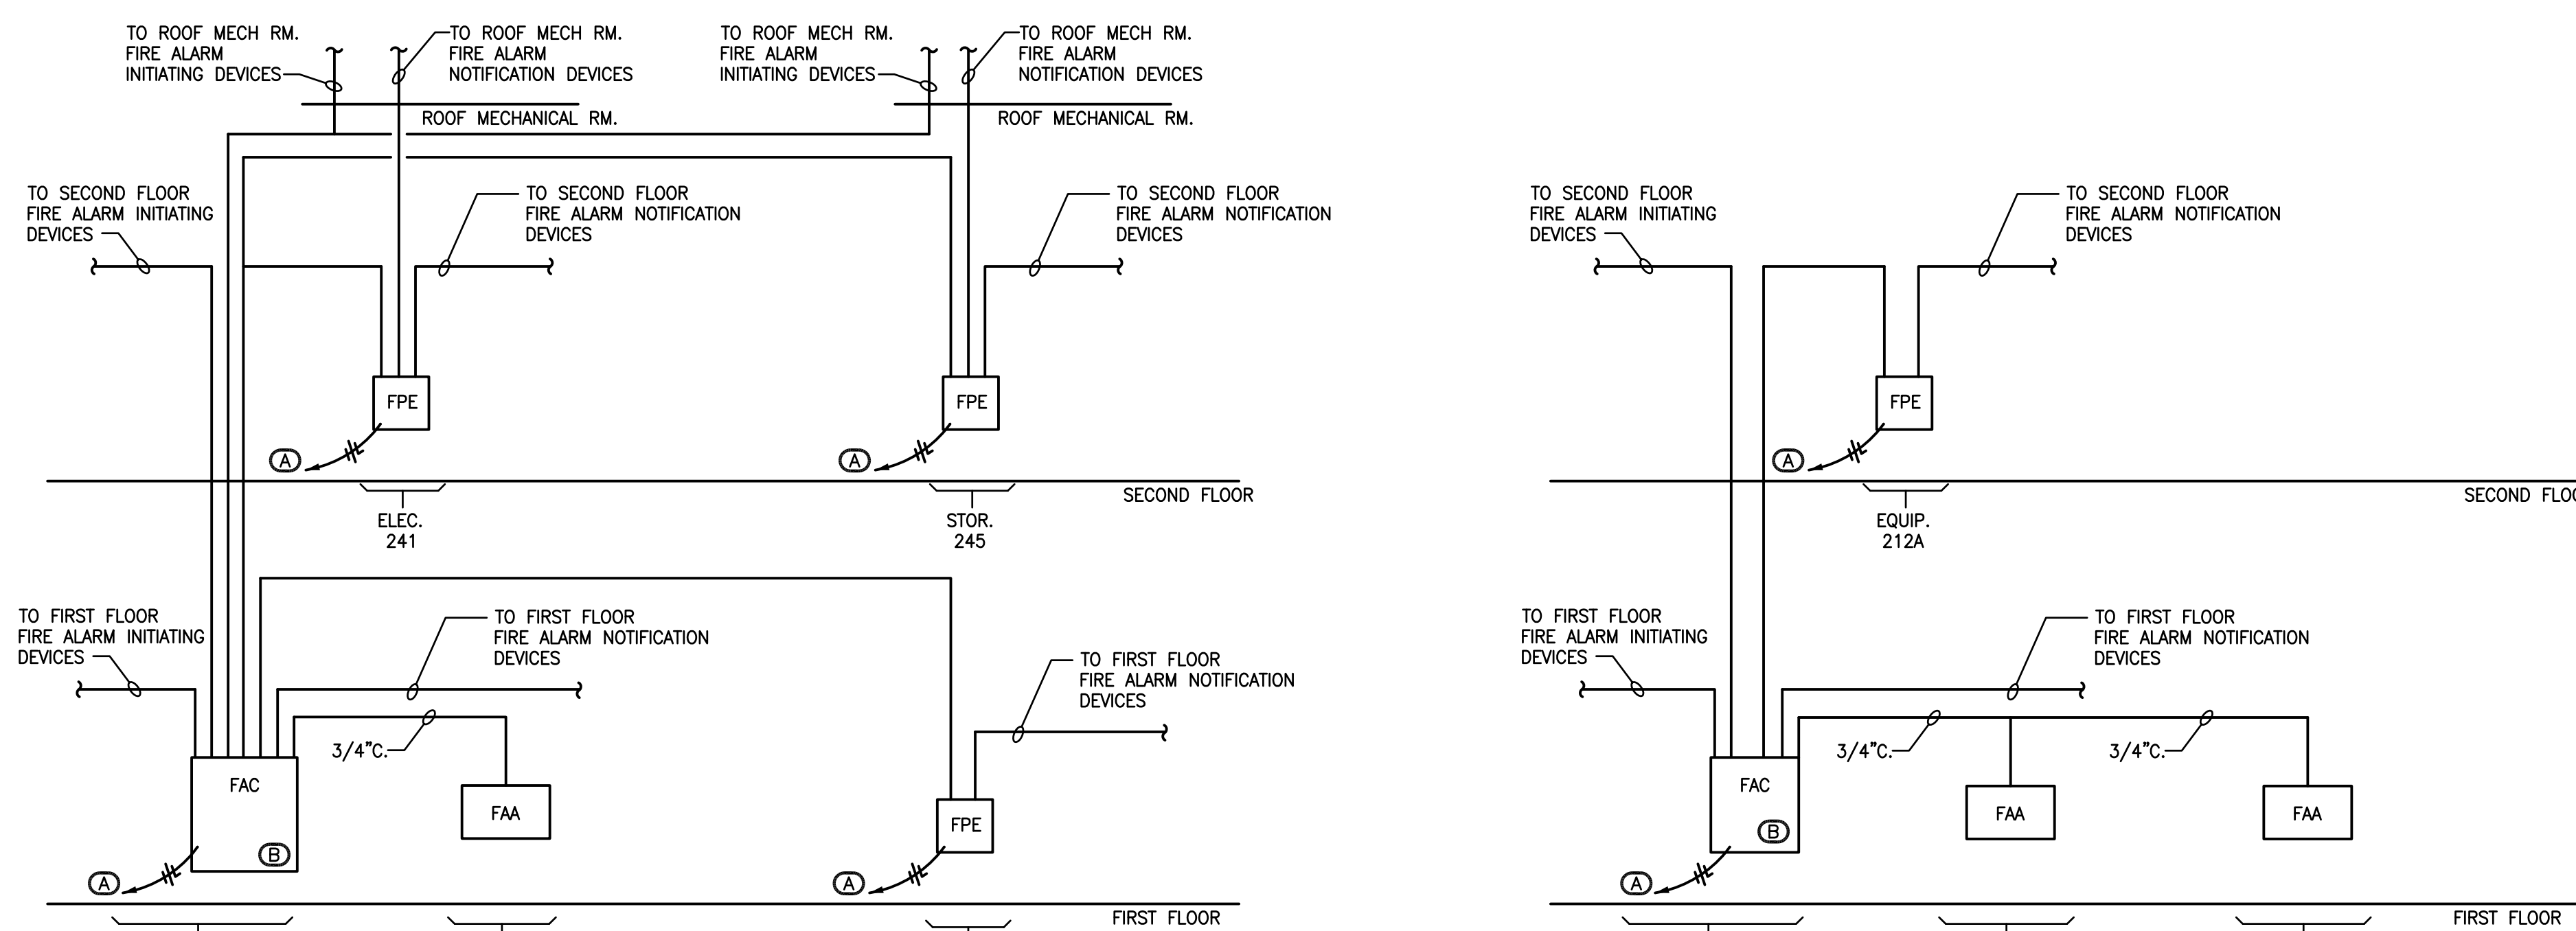 TO ROOF MECH RM.
FIRE ALARM
INITIATING DEVICES
TO ROOF MECH RM.
FIRE ALARM
NOTIFICATION DEVICES
TO ROOF MECH RM.
FIRE ALARM
INITIATING DEVICES
TO ROOF MECH RM.
FIRE ALARM
NOTIFICATION DEVICES
ROOF MECHANICAL RM.
ROOF MECHANICAL RM.
TO SECOND FLOOR
FIRE ALARM INITIATING
DEVICES
TO SECOND FLOOR
FIRE ALARM NOTIFICATION
DEVICES
TO SECOND FLOOR
FIRE ALARM NOTIFICATION
DEVICES
FPE
FPE
A
A
SECOND FLOOR
ELEC.
241
STOR.
245
TO FIRST FLOOR
FIRE ALARM INITIATING
DEVICES
TO FIRST FLOOR
FIRE ALARM NOTIFICATION
DEVICES
TO FIRST FLOOR
FIRE ALARM NOTIFICATION
DEVICES
3/4"C.
FAC
FAA
FPE
B
A
A
FIRST FLOOR
TO SECOND FLOOR
FIRE ALARM INITIATING
DEVICES
TO SECOND FLOOR
FIRE ALARM NOTIFICATION
DEVICES
FPE
A
SECOND
EQUIP.
212A
TO FIRST FLOOR
FIRE ALARM INITIATING
DEVICES
TO FIRST FLOOR
FIRE ALARM NOTIFICATION
DEVICES
3/4"C.
3/4"C.
FAC
FAA
FAA
B
A
FIRST FLOOR